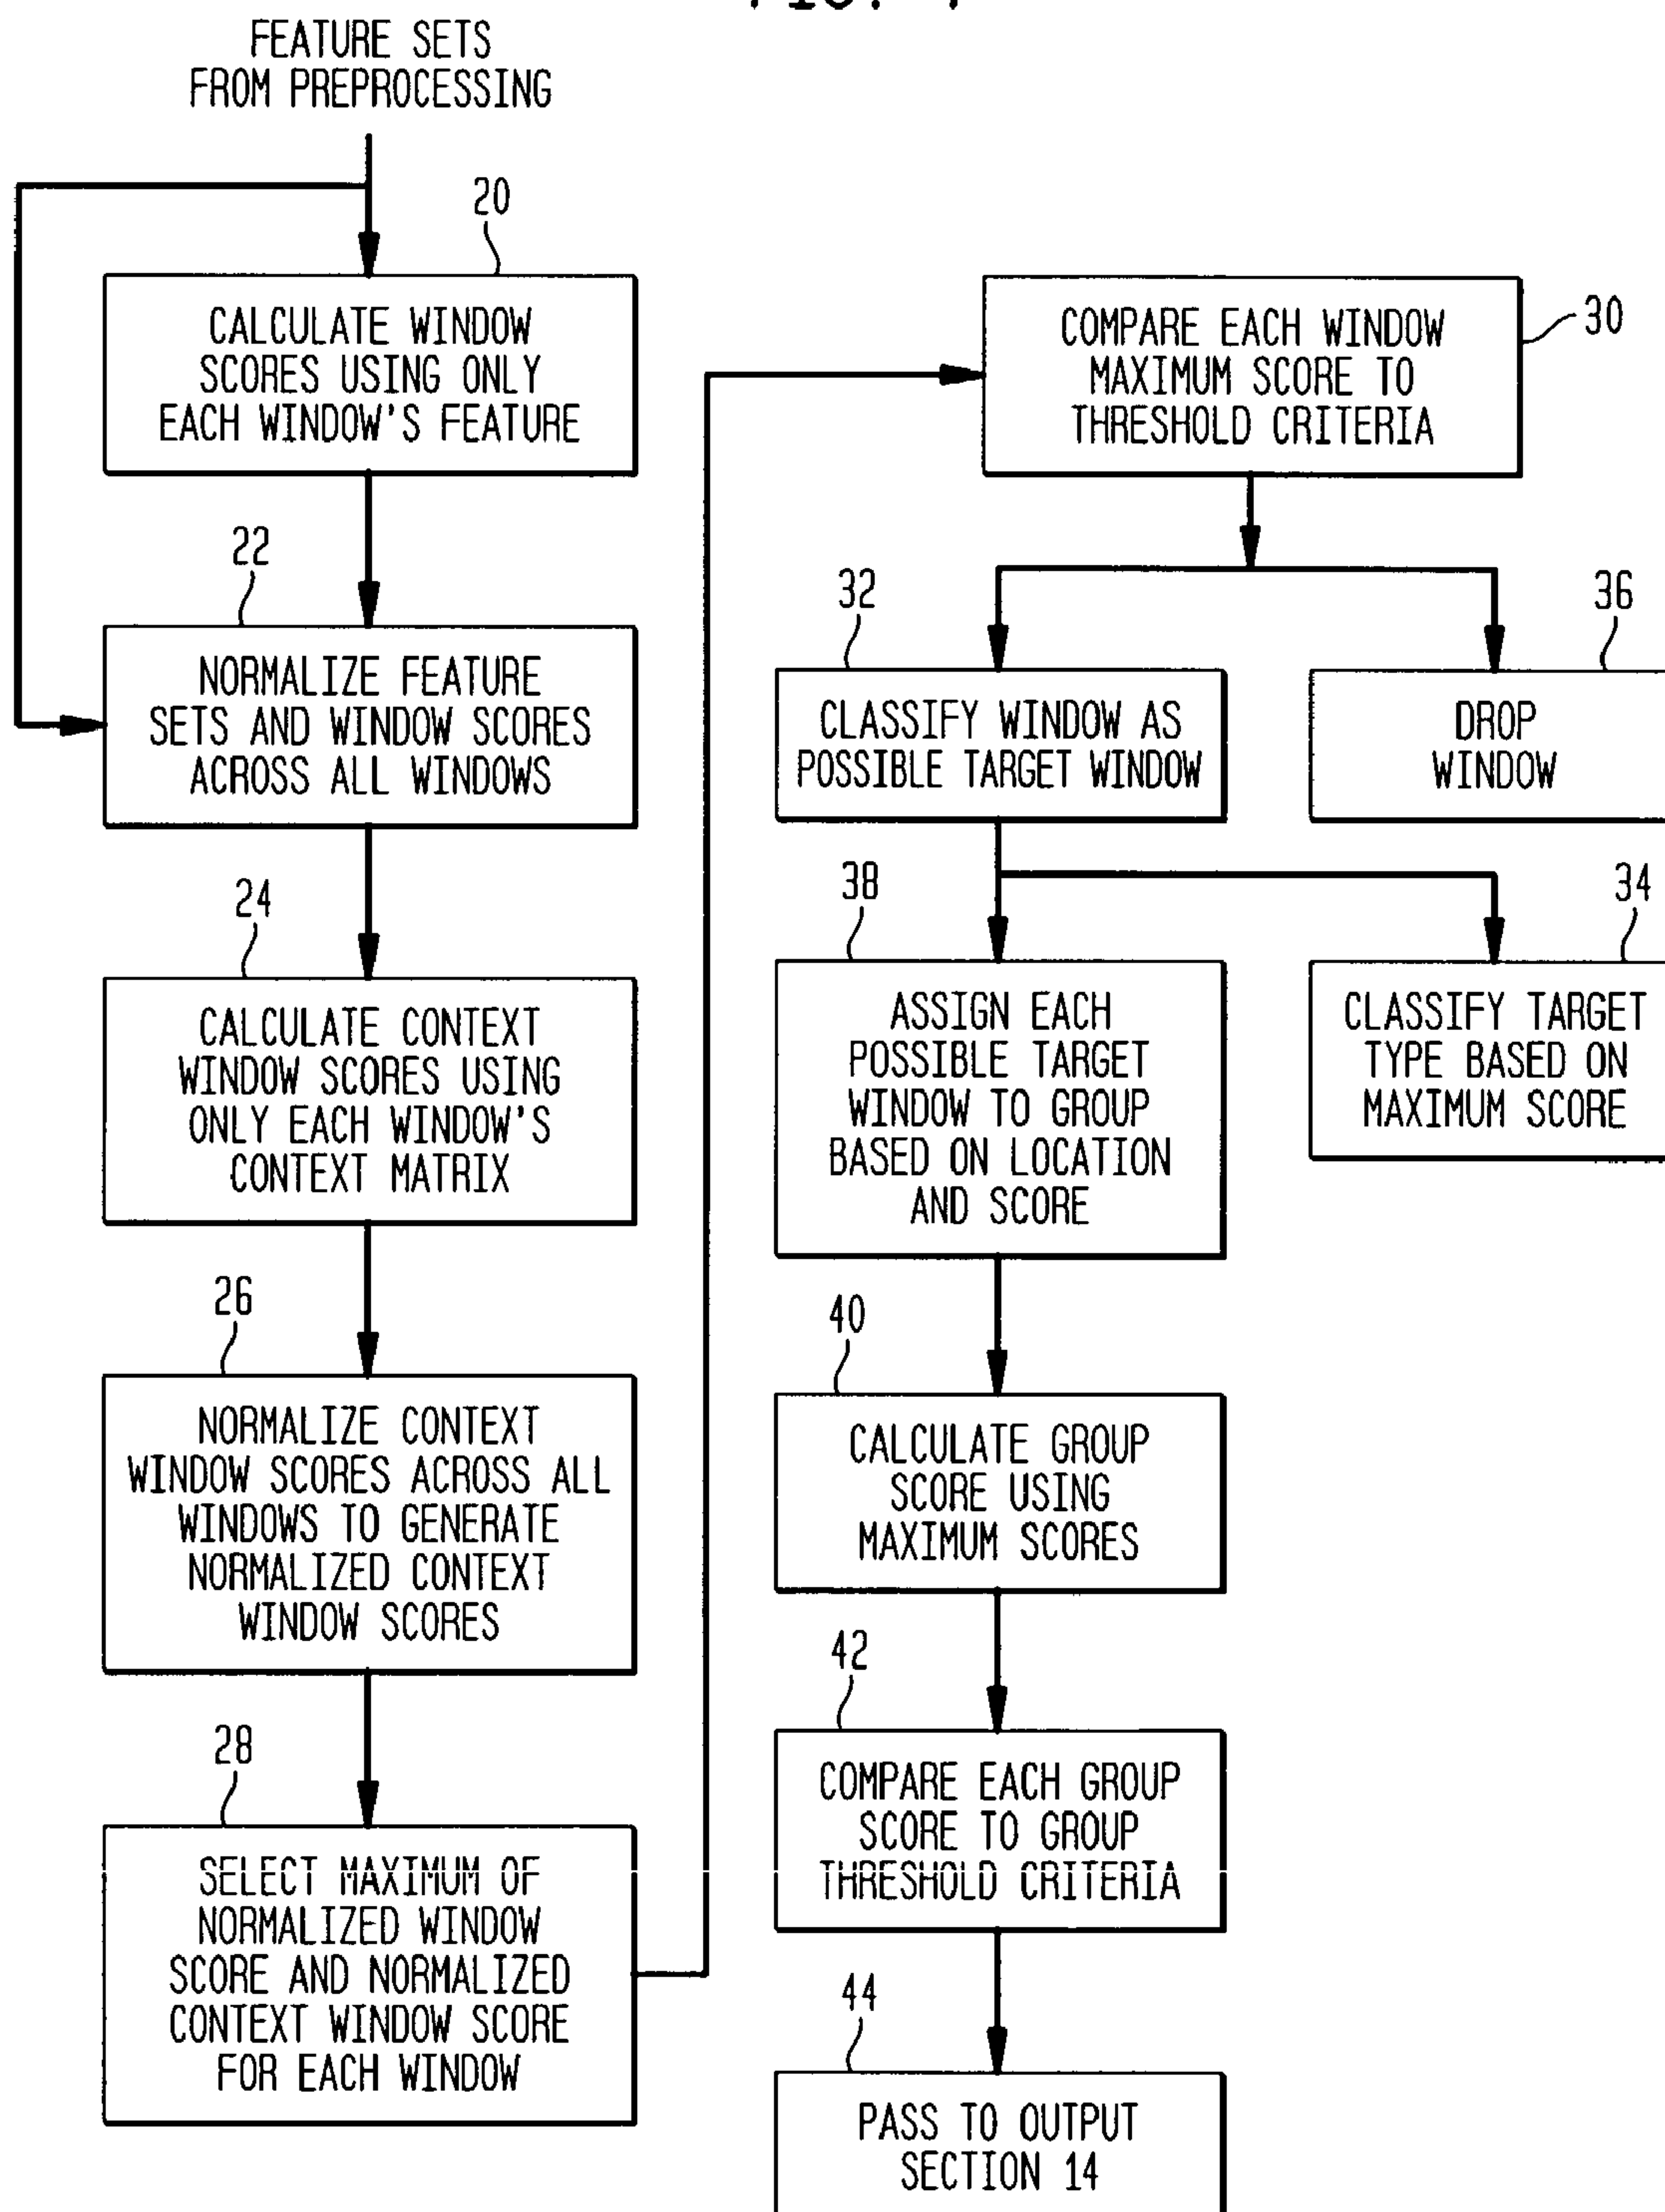 FEATURE SETS
FROM PREPROCESSING
20
CALCULATE WINDOW
SCORES USING ONLY
EACH WINDOW'S FEATURE
22
NORMALIZE FEATURE
SETS AND WINDOW SCORES
ACROSS ALL WINDOWS
24
CALCULATE CONTEXT
WINDOW SCORES USING
ONLY EACH WINDOW'S
CONTEXT MATRIX
26
NORMALIZE CONTEXT
WINDOW SCORES ACROSS ALL
WINDOWS TO GENERATE
NORMALIZED CONTEXT
WINDOW SCORES
28
SELECT MAXIMUM OF
NORMALIZED WINDOW
SCORE AND NORMALIZED
CONTEXT WINDOW SCORE
FOR EACH WINDOW
30
COMPARE EACH WINDOW
MAXIMUM SCORE TO
THRESHOLD CRITERIA
32
CLASSIFY WINDOW AS
POSSIBLE TARGET WINDOW
36
DROP
WINDOW
38
ASSIGN EACH
POSSIBLE TARGET
WINDOW TO GROUP
BASED ON LOCATION
AND SCORE
34
CLASSIFY TARGET
TYPE BASED ON
MAXIMUM SCORE
40
CALCULATE GROUP
SCORE USING
MAXIMUM SCORES
42
COMPARE EACH GROUP
SCORE TO GROUP
THRESHOLD CRITERIA
44
PASS TO OUTPUT
SECTION 14